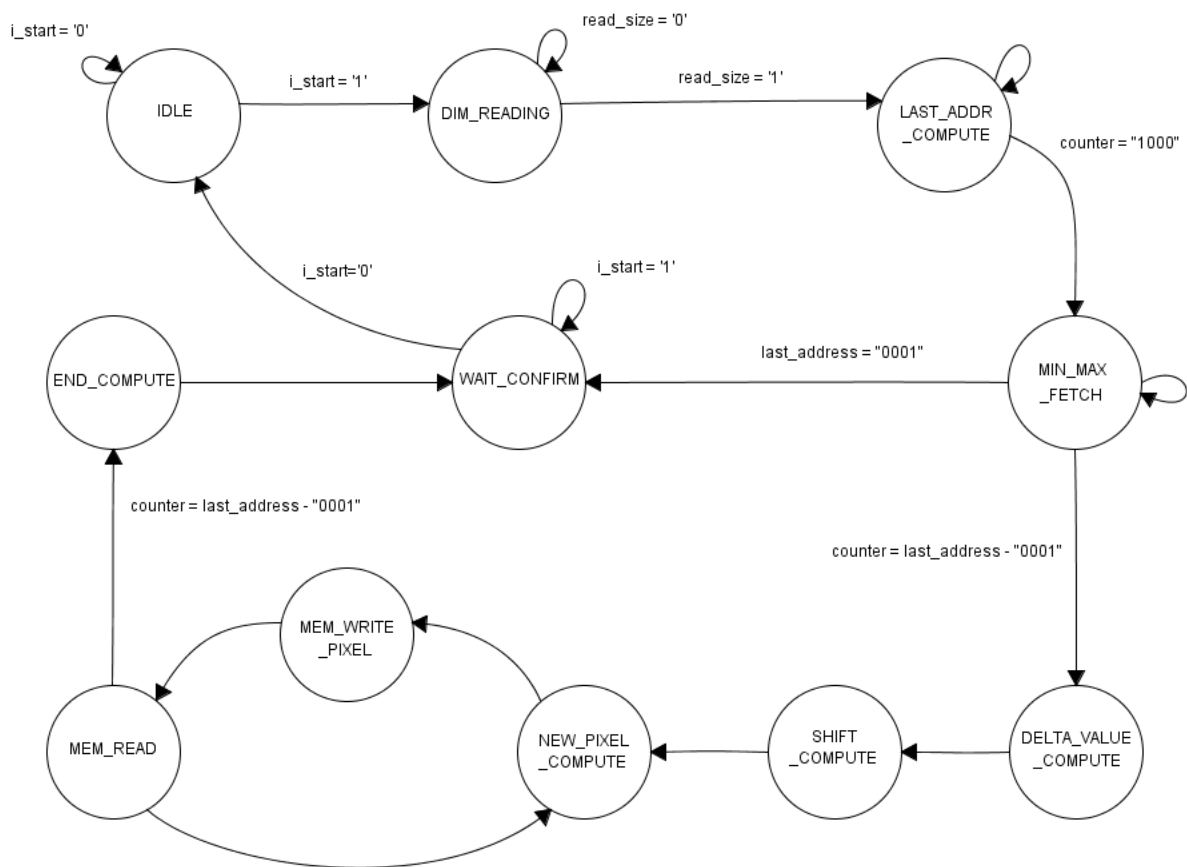 i_start = '0'
IDLE
i_start = '1'
read_size = '0'
DIM_READING
read_size = '1'
LAST_ADDR
_COMPUTE
counter = "1000"
i_start='0'
i_start = '1'
END_COMPUTE
WAIT_CONFIRM
last_address = "0001"
MIN_MAX
_FETCH
counter = last_address - "0001"
counter = last_address - "0001"
MEM_WRITE
_PIXEL
MEM_READ
NEW_PIXEL
_COMPUTE
SHIFT
_COMPUTE
DELTA_VALUE
_COMPUTE